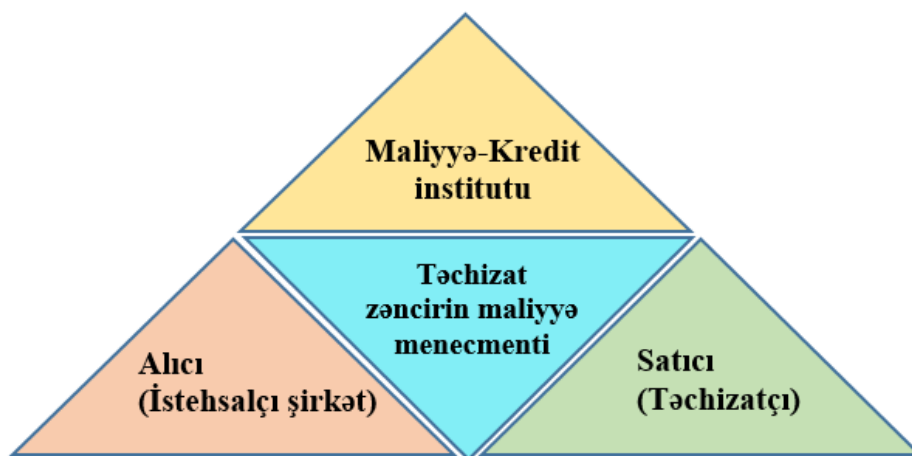 Maliyyə-Kredit
institutu
Təchizat
zəncirin maliyyə
menecmenti
Alıcı
(İstehsalçı şirkət)
Satıcı
(Təchizatçı)